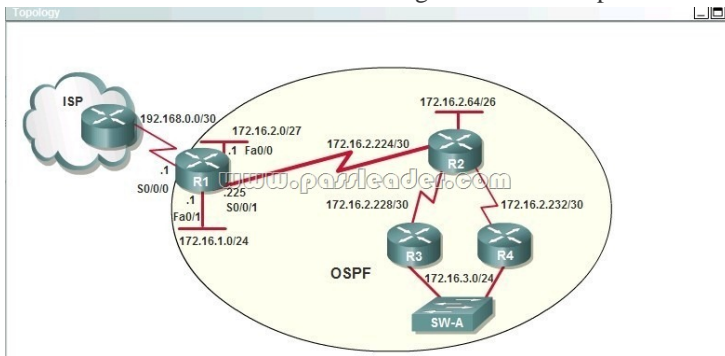 Topology
ISP
192.168.0.0/30
172.16.2.64/26
172.16.2.0/27
.1 Fa0/0
172.16.2.224/30
R2
.1
R1
www.passleader.com
S0/0/0
.225
S0/0/1
.1
Fa0/1
172.16.1.0/24
172.16.2.228/30
172.16.2.232/30
R3
R4
OSPF
172.16.3.0/24
SW-A